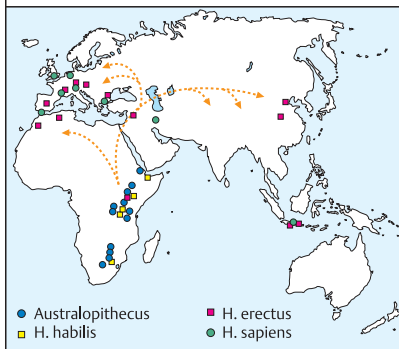 Australopithecus
H. habilis
H. erectus
H. sapiens